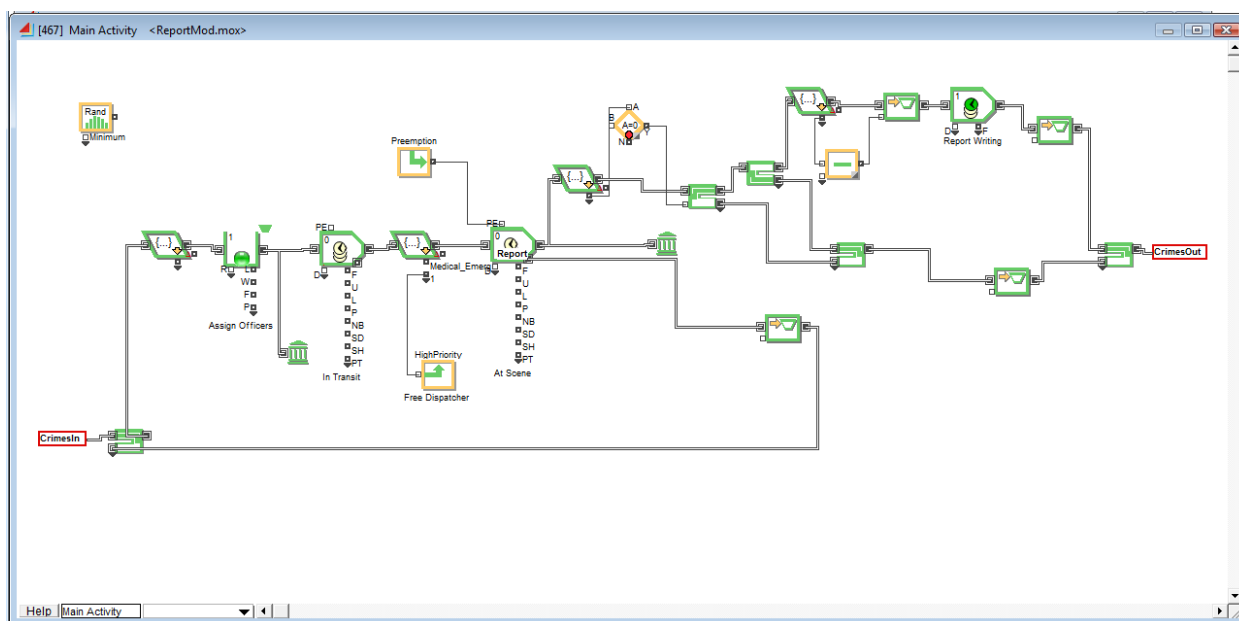 [467] Main Activity <ReportMod.mox>
Rand
Minimum
Preemption
PE
A
B
A=0
Y
N
{...}
{...}
1
D
F
Report Writing
{...}
1
R
L
W
F
P
Assign Officers
PE
0
D
F
U
L
P
NB
SD
SH
PT
In Transit
{...}
Medical_Emerg
1
HighPriority
Free Dispatcher
0
Report
F
U
L
P
NB
SD
SH
PT
At Scene
CrimesOut
CrimesIn
Help
Main Activity